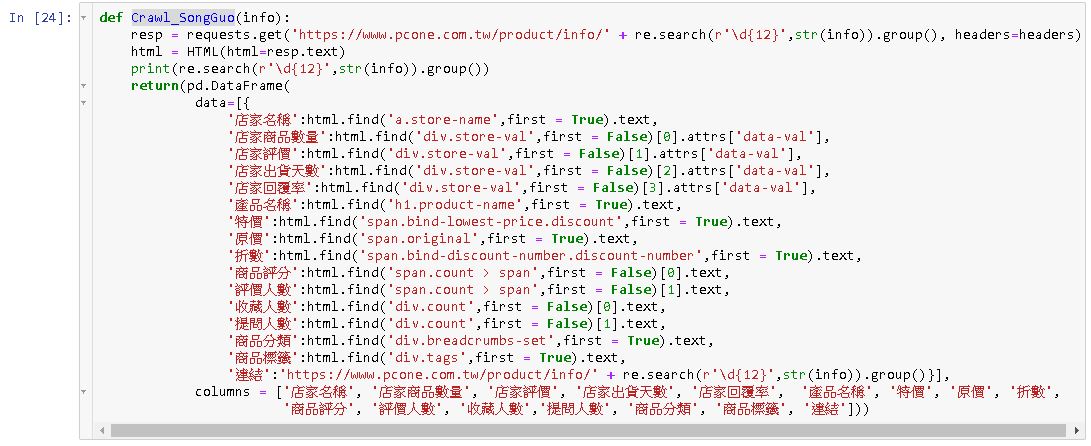 In [24]:
def Crawl_SongGuo(info):
    resp = requests.get('https://www.pcone.com.tw/product/info/' + re.search(r'\d{12}',str(info)).group(), headers=headers)
    html = HTML(html=resp.text)
    print(re.search(r'\d{12}',str(info)).group())
    return(pd.DataFrame(
            data=[{
                '店家名稱':html.find('a.store-name',first = True).text,
                '店家商品數量':html.find('div.store-val',first = False)[0].attrs['data-val'],
                '店家評價':html.find('div.store-val',first = False)[1].attrs['data-val'],
                '店家出貨天數':html.find('div.store-val',first = False)[2].attrs['data-val'],
                '店家回覆率':html.find('div.store-val',first = False)[3].attrs['data-val'],
                '產品名稱':html.find('h1.product-name',first = True).text,
                '特價':html.find('span.bind-lowest-price.discount',first = True).text,
                '原價':html.find('span.original',first = True).text,
                '折數':html.find('span.bind-discount-number.discount-number',first = True).text,
                '商品評分':html.find('span.count > span',first = False)[0].text,
                '評價人數':html.find('span.count > span',first = False)[1].text,
                '收藏人數':html.find('div.count',first = False)[0].text,
                '提問人數':html.find('div.count',first = False)[1].text,
                '商品分類':html.find('div.breadcrumbs-set',first = True).text,
                '商品標籤':html.find('div.tags',first = True).text,
                '連結':'https://www.pcone.com.tw/product/info/' + re.search(r'\d{12}',str(info)).group()}],
            columns = ['店家名稱', '店家商品數量', '店家評價', '店家出貨天數', '店家回覆率', '產品名稱', '特價', '原價', '折數',
                       '商品評分', '評價人數', '收藏人數','提問人數', '商品分類', '商品標籤', '連結']))